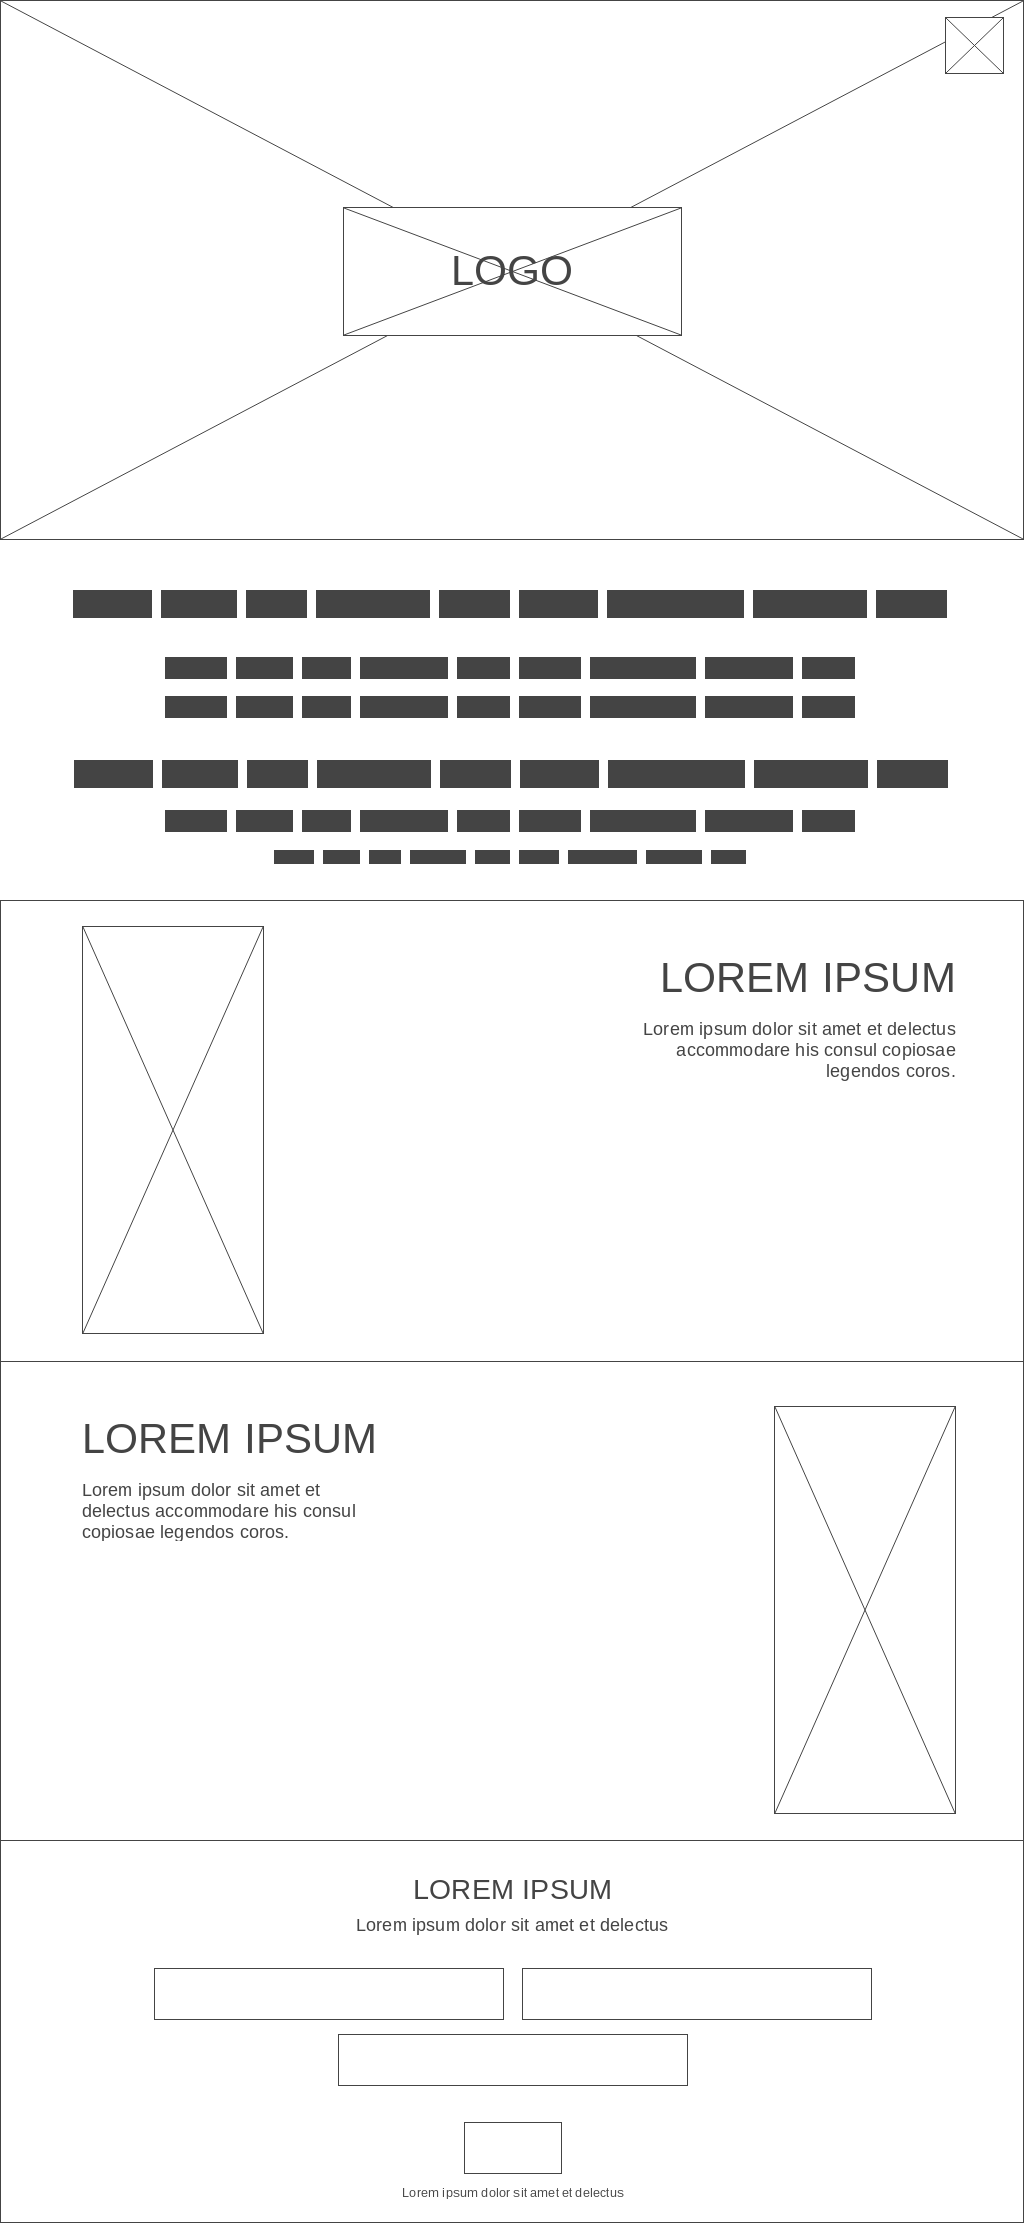 LOGO
LOREM IPSUM
Lorem ipsum dolor sit amet et delectus
accommodare his consul copiosae
legendos coros.
LOREM IPSUM
Lorem ipsum dolor sit amet et
delectus accommodare his consul
copiosae legendos coros.
LOREM IPSUM
Lorem ipsum dolor sit amet et delectus
Lorem ipsum dolor sit amet et delectus